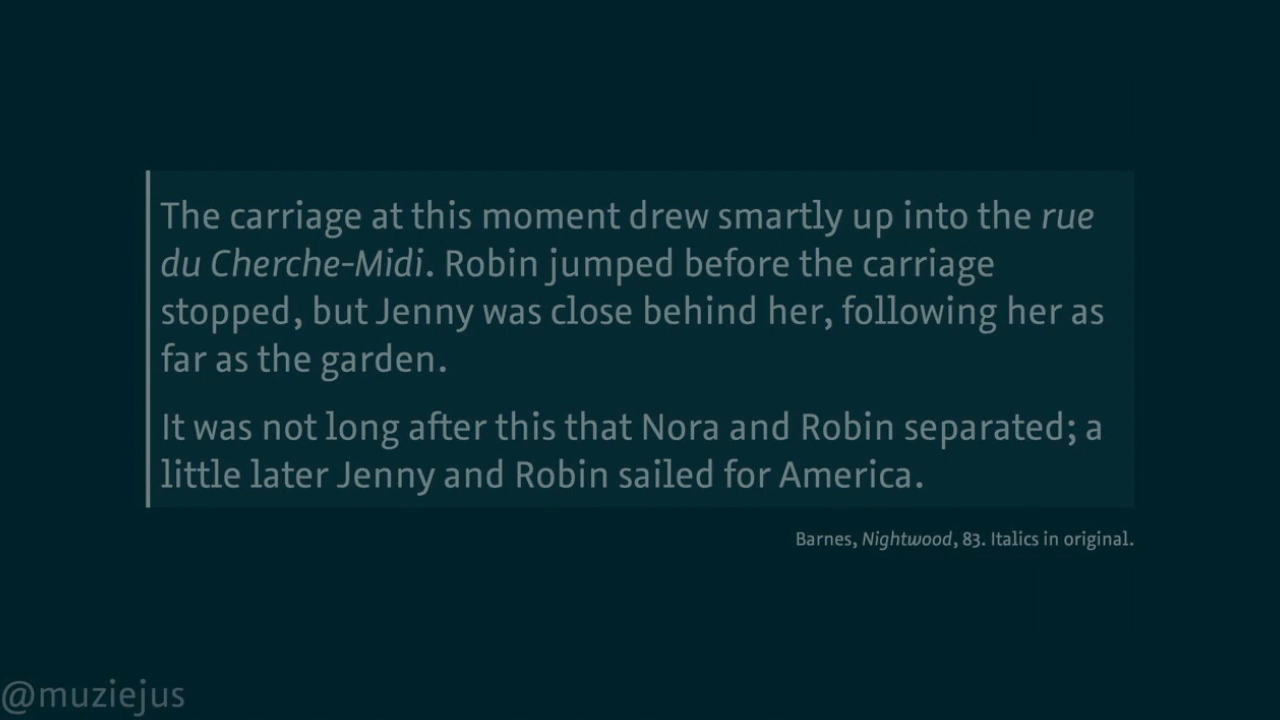 The carriage at this moment drew smartly up into the rue
du Cherche-Midi. Robin jumped before the carriage
stopped, but Jenny was close behind her, following her as
far as the garden.
It was not long after this that Nora and Robin separated; a
little later Jenny and Robin sailed for America.
Barnes, Nightwood, 83. Italics in original.
@muziejus